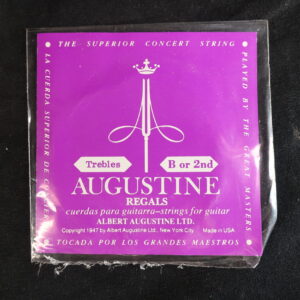 THE SUPERIOR CONCERT STRING
LA CUERDA SUPERIOR DE CONCIERTO
PLAYED BY THE GREAT MASTERS
Trebles
B or 2nd
AUGUSTINE
REGALS
cuerdas para guitarra-strings for guitar
ALBERT AUGUSTINE LTD.
Copyright 1947 by Albert Augustine Ltd., New York City
Made in USA
TOCADA POR LOS GRANDES MAESTROS